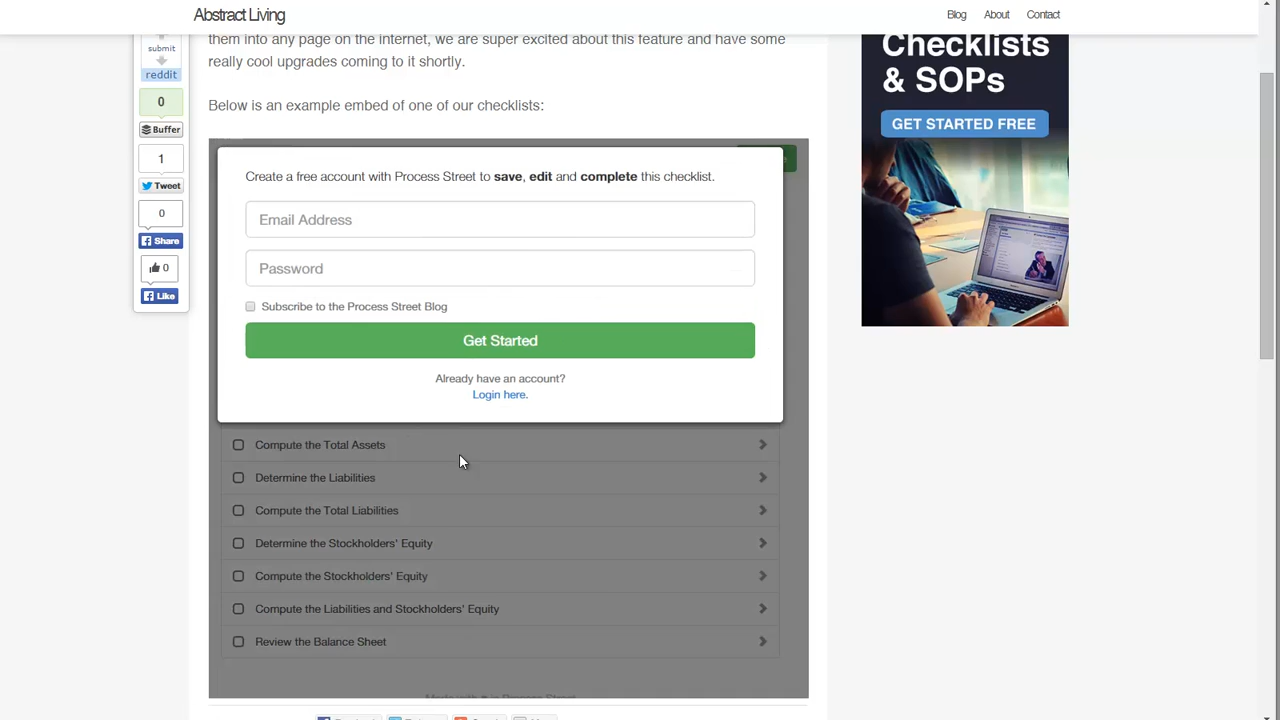 Abstract Living
Blog
About
Contact
them into any page on the internet, we are super excited about this feature and have some
really cool upgrades coming to it shortly.
Below is an example embed of one of our checklists:
submit
reddit
0
Buffer
1
Tweet
0
Share
0
Like
Create a free account with Process Street to save, edit and complete this checklist.
Email Address
Password
Subscribe to the Process Street Blog
Get Started
Already have an account?
Login here.
Compute the Total Assets
Determine the Liabilities
Compute the Total Liabilities
Determine the Stockholders' Equity
Compute the Stockholders' Equity
Compute the Liabilities and Stockholders' Equity
Review the Balance Sheet
Checklists
& SOPs
GET STARTED FREE